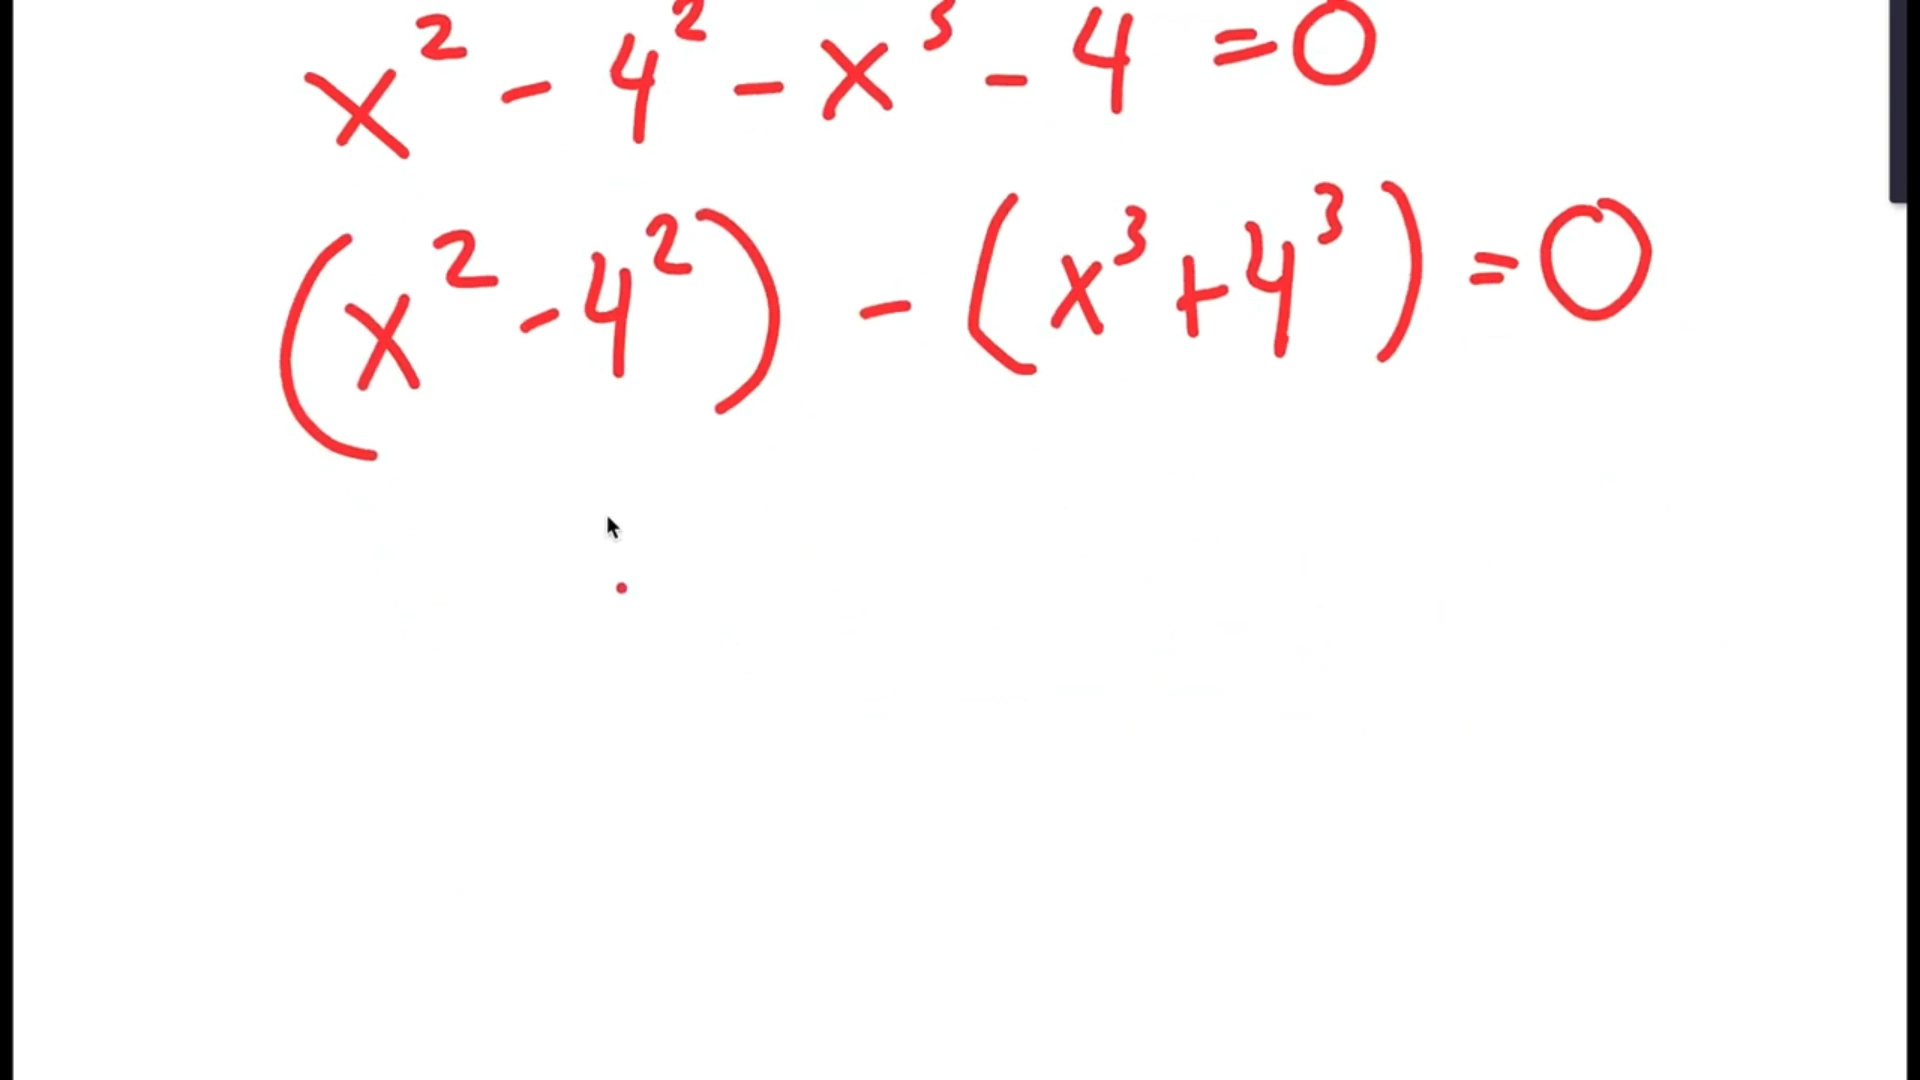 x² - 4² - x³ - 4 = 0
(x² - 4²) - (x³ + 4³) = 0